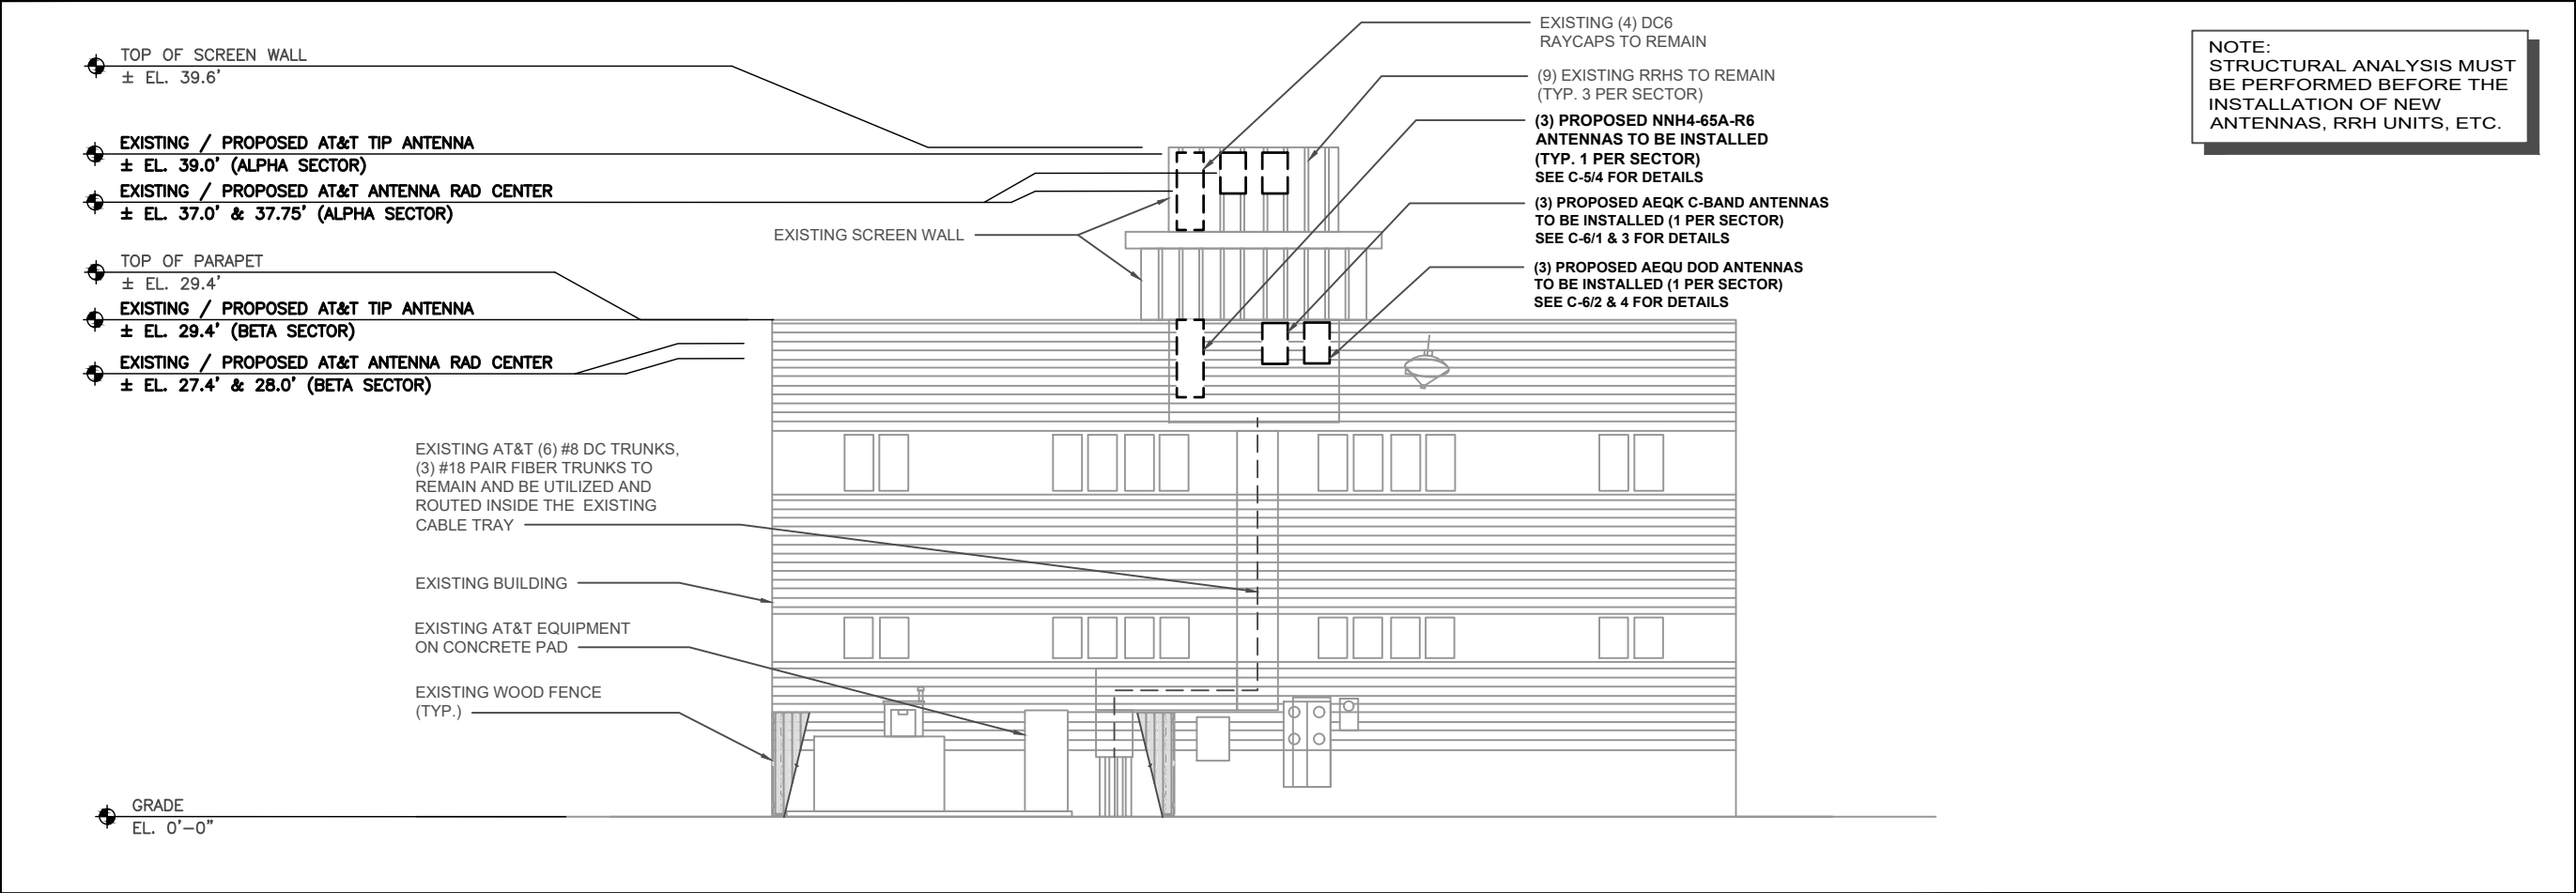 TOP OF SCREEN WALL
± EL. 39.6'
EXISTING / PROPOSED AT&T TIP ANTENNA
± EL. 39.0' (ALPHA SECTOR)
EXISTING / PROPOSED AT&T ANTENNA RAD CENTER
± EL. 37.0' & 37.75' (ALPHA SECTOR)
TOP OF PARAPET
± EL. 29.4'
EXISTING / PROPOSED AT&T TIP ANTENNA
± EL. 29.4' (BETA SECTOR)
EXISTING / PROPOSED AT&T ANTENNA RAD CENTER
± EL. 27.4' & 28.0' (BETA SECTOR)
EXISTING SCREEN WALL
EXISTING AT&T (6) #8 DC TRUNKS,
(3) #18 PAIR FIBER TRUNKS TO
REMAIN AND BE UTILIZED AND
ROUTED INSIDE THE EXISTING
CABLE TRAY
EXISTING BUILDING
EXISTING AT&T EQUIPMENT
ON CONCRETE PAD
EXISTING WOOD FENCE
(TYP.)
GRADE
EL. 0'-0"
EXISTING (4) DC6
RAYCAPS TO REMAIN
(9) EXISTING RRHS TO REMAIN
(TYP. 3 PER SECTOR)
(3) PROPOSED NNH4-65A-R6
ANTENNAS TO BE INSTALLED
(TYP. 1 PER SECTOR)
SEE C-5/4 FOR DETAILS
(3) PROPOSED AEQK C-BAND ANTENNAS
TO BE INSTALLED (1 PER SECTOR)
SEE C-6/1 & 3 FOR DETAILS
(3) PROPOSED AEQU DOD ANTENNAS
TO BE INSTALLED (1 PER SECTOR)
SEE C-6/2 & 4 FOR DETAILS
NOTE:
STRUCTURAL ANALYSIS MUST
BE PERFORMED BEFORE THE
INSTALLATION OF NEW
ANTENNAS, RRH UNITS, ETC.